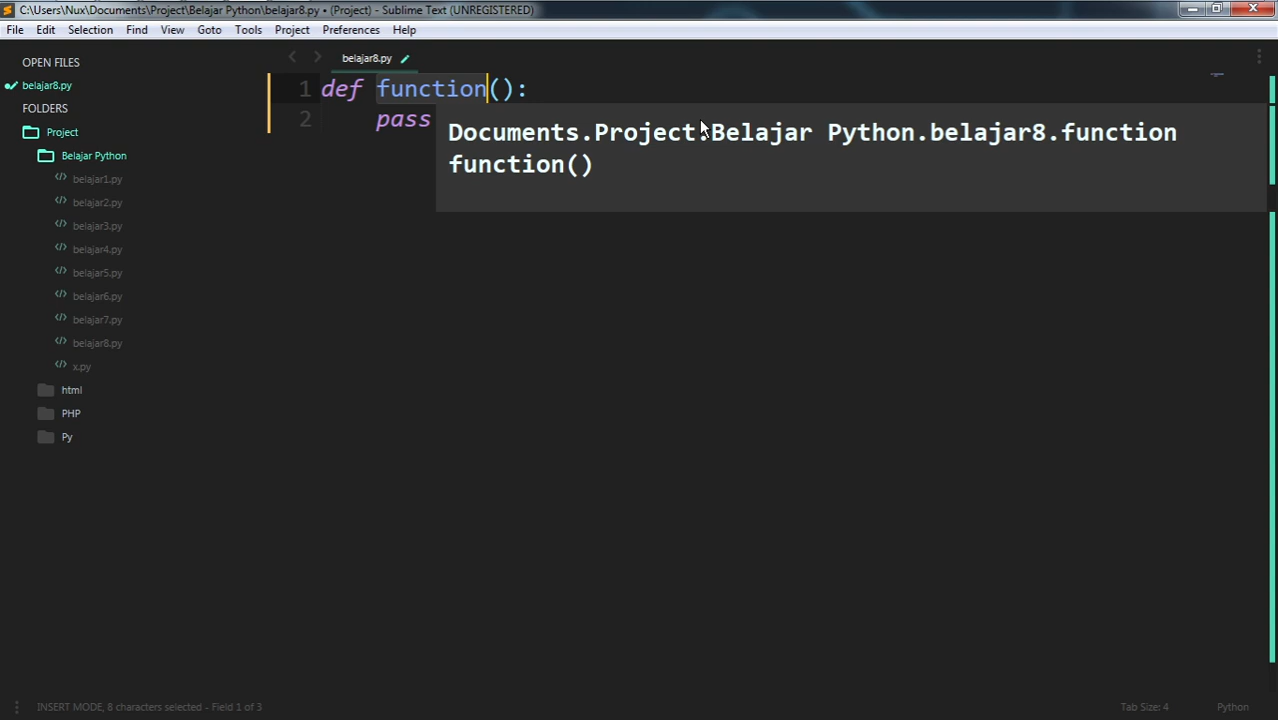 C:\Users\Nux\Documents\Project\Belajar Python\belajar8.py • (Project) - Sublime Text (UNREGISTERED)
File Edit Selection Find View Goto Tools Project Preferences Help
OPEN FILES
belajar8.py
FOLDERS
Project
Belajar Python
belajar1.py
belajar2.py
belajar3.py
belajar4.py
belajar5.py
belajar6.py
belajar7.py
belajar8.py
x.py
html
PHP
Py
belajar8.py
1 def function():
2 pass
Documents.Project.Belajar Python.belajar8.function
function()
INSERT MODE, 8 characters selected - Field 1 of 3
Tab Size: 4
Python